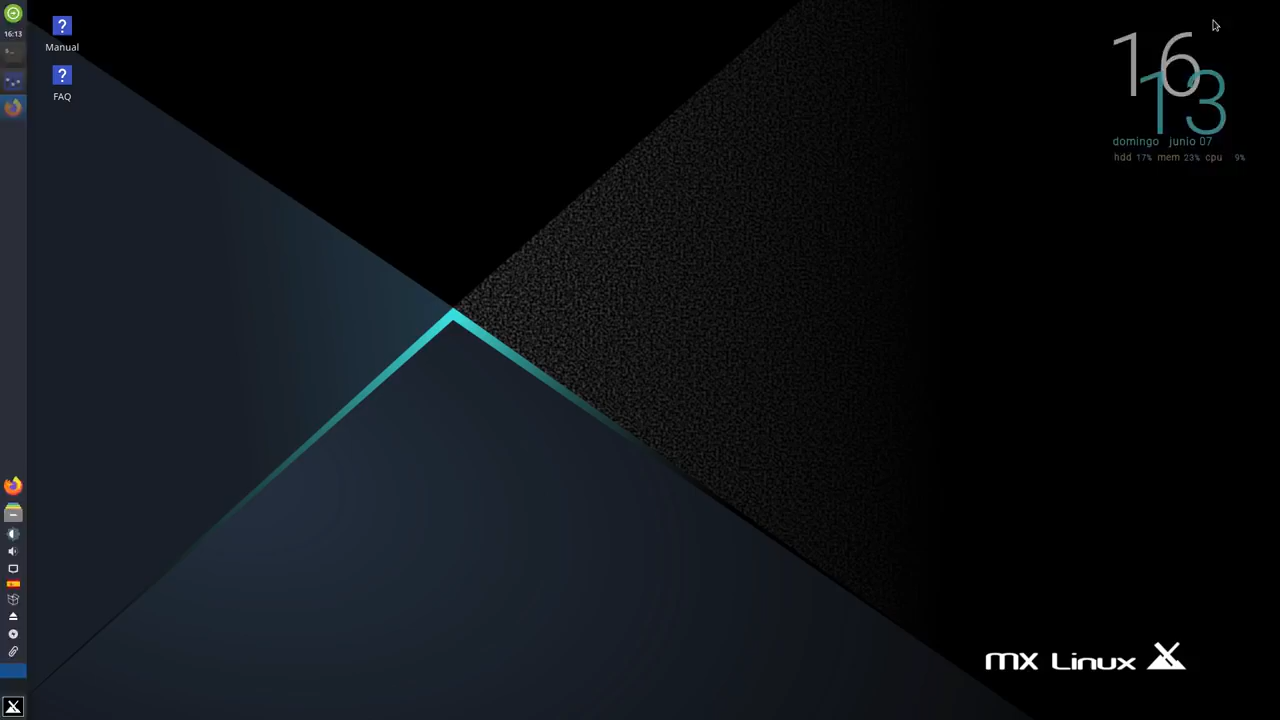 16:13
Manual
FAQ
16
13
domingo junio 07
hdd 17% mem 23% cpu 9%
MX Linux